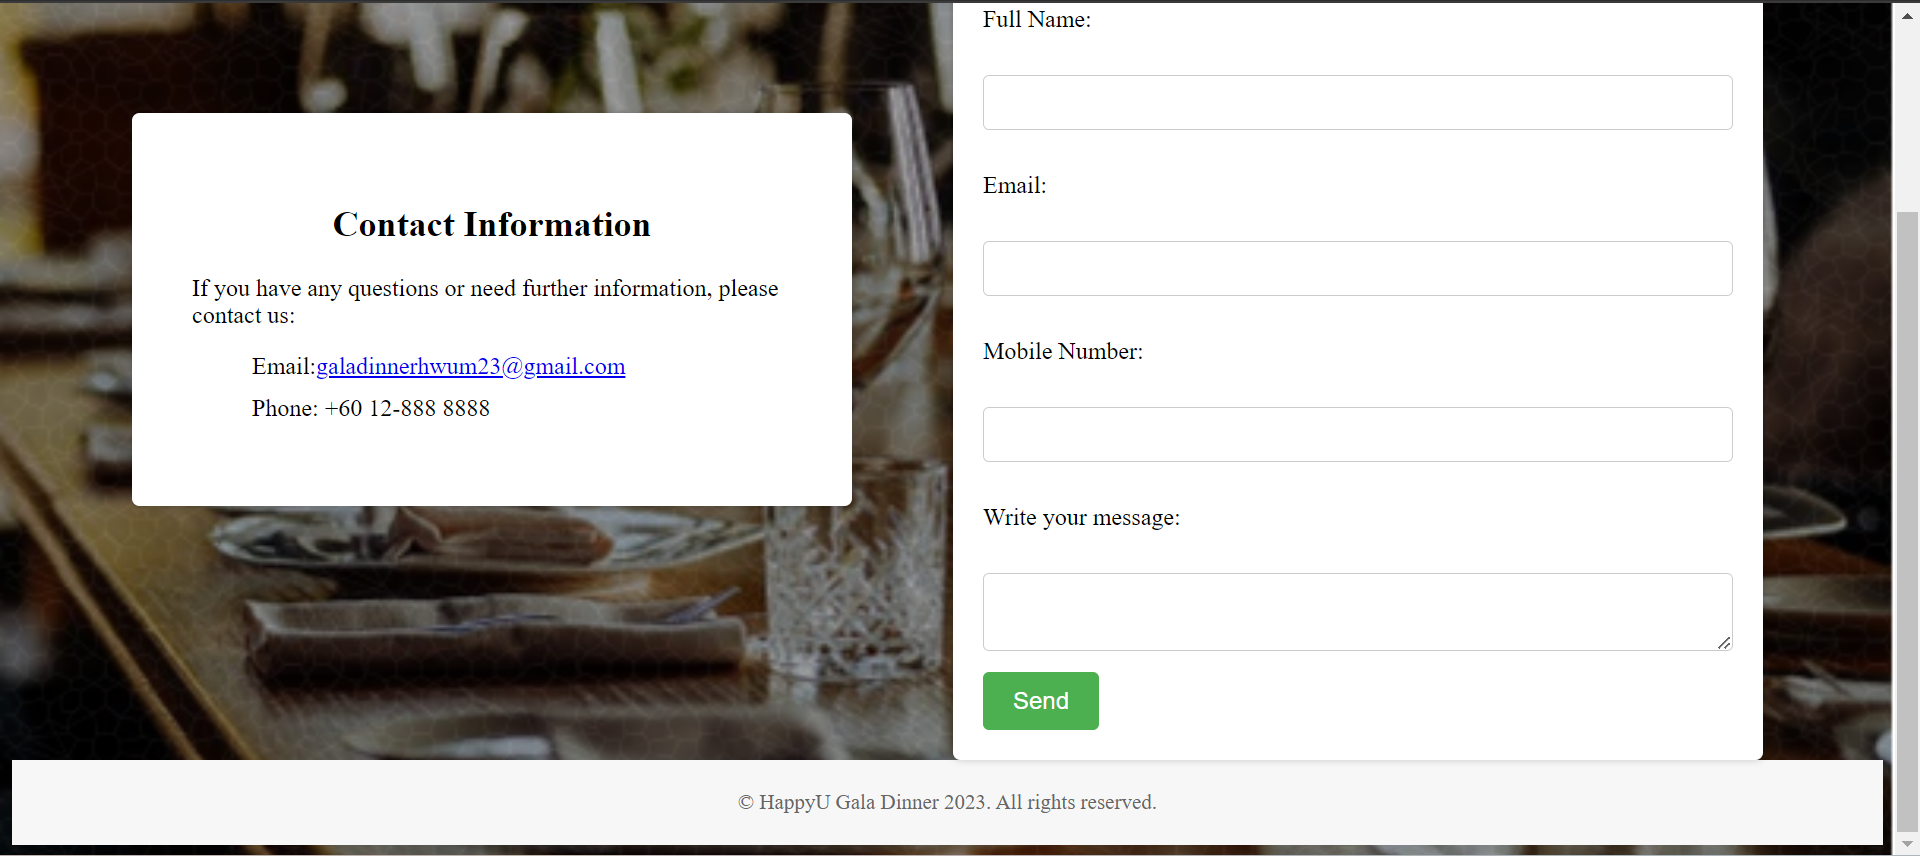 Contact Information
If you have any questions or need further information, please
contact us:
Email:galadinnerhwum23@gmail.com
Phone: +60 12-888 8888
Full Name:
Email:
Mobile Number:
Write your message:
Send
© HappyU Gala Dinner 2023. All rights reserved.